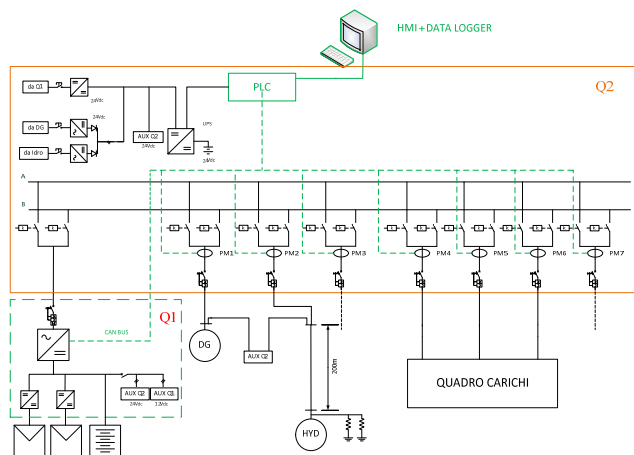 HMI+DATA LOGGER
Q2
PLC
da Q1
24Vdc
UPS
da DG
24Vdc
AUX Q2
24Vdc
da Idro
24Vdc
A
B
PM1
PM2
PM3
PM4
PM5
PM6
PM7
Q1
CAN BUS
DG
AUX Q2
200m
QUADRO CARICHI
AUX Q2
AUX Q1
24Vdc
12Vdc
HYD